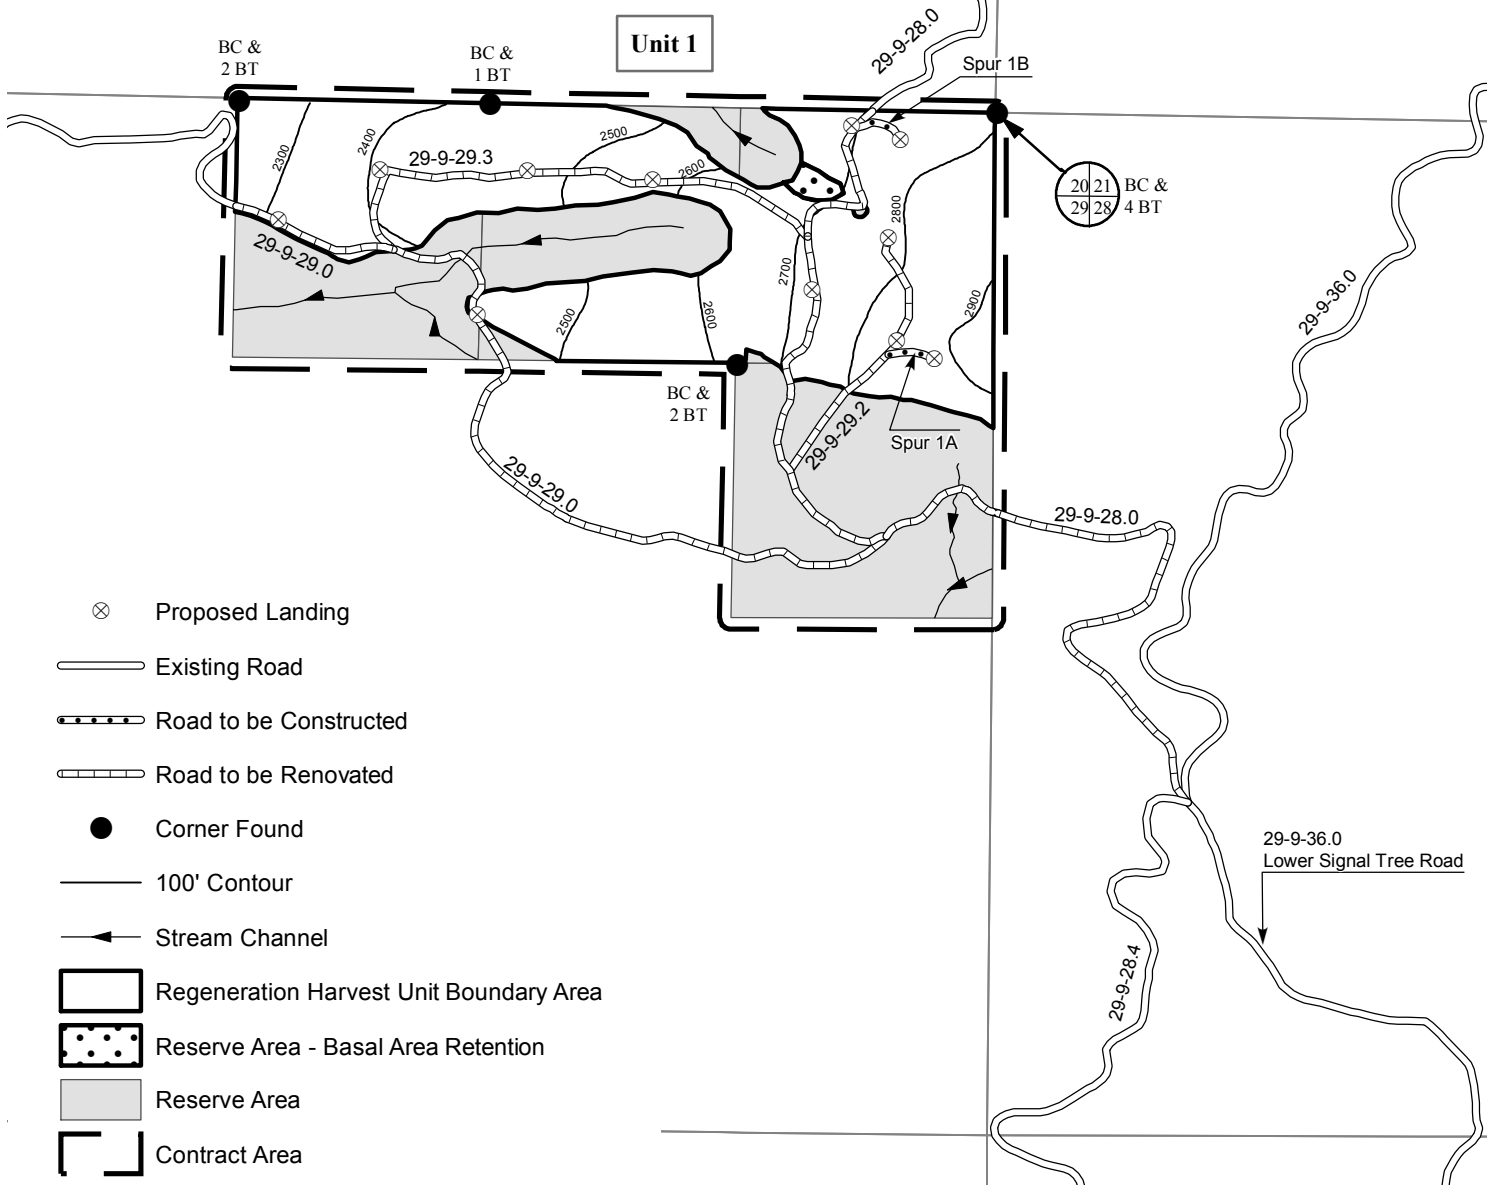 Unit 1
BC &
2 BT
BC &
1 BT
29-9-28.0
Spur 1B
20 21
29 28
BC &
4 BT
2300
2400
29-9-29.3
2500
2600
2800
29-9-29.0
2700
2500
2600
2900
29-9-36.0
BC &
2 BT
29-9-29.2
Spur 1A
29-9-29.0
29-9-28.0
Proposed Landing
Existing Road
Road to be Constructed
Road to be Renovated
Corner Found
100' Contour
Stream Channel
Regeneration Harvest Unit Boundary Area
Reserve Area - Basal Area Retention
Reserve Area
Contract Area
29-9-36.0
Lower Signal Tree Road
29-9-28.4